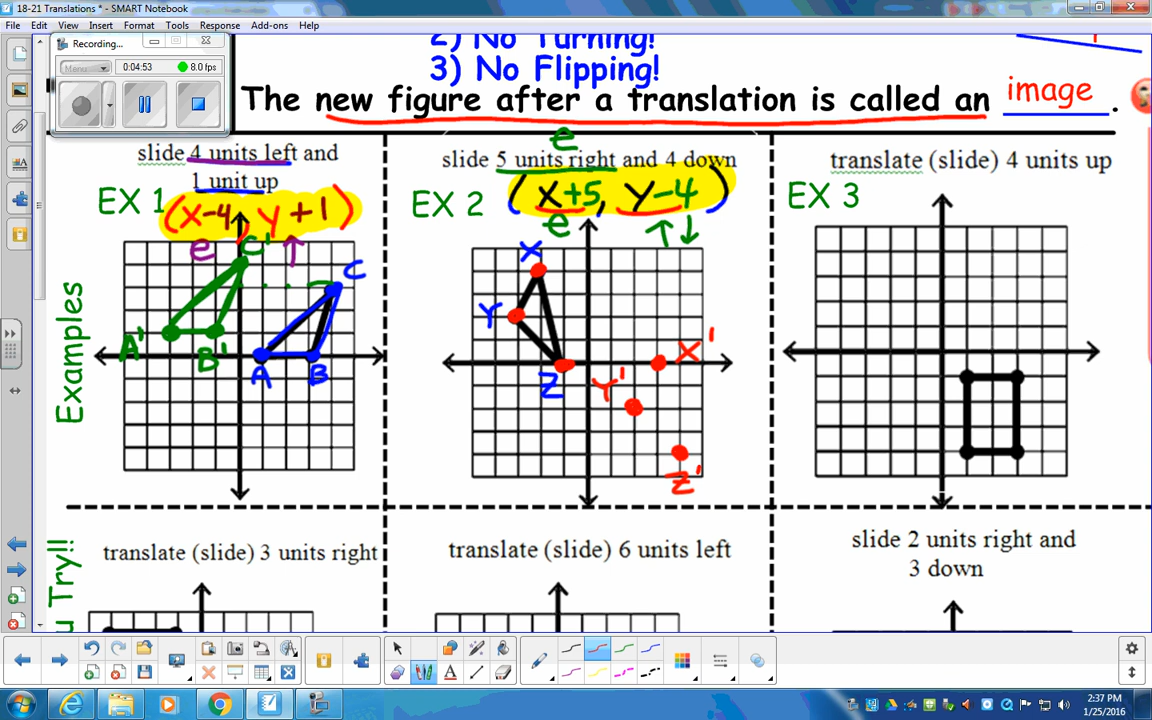 18-21 Translations * - SMART Notebook
File Edit View Insert Format Tools Response Add-ons Help
Recording...
Menu
0:04:53
8.0 fps
2) No Turning!
3) No Flipping!
The new figure after a translation is called an image.
Examples
slide 4 units left and
1 unit up
EX 1
(x-4, y+1)
e
C'
C
A'
B'
A
B
e
slide 5 units right and 4 down
EX 2
(x+5, y-4)
e
X
Y
Z
X'
Y'
Z'
translate (slide) 4 units up
EX 3
u Try!!
translate (slide) 3 units right
translate (slide) 6 units left
slide 2 units right and
3 down
2:37 PM
1/25/2016